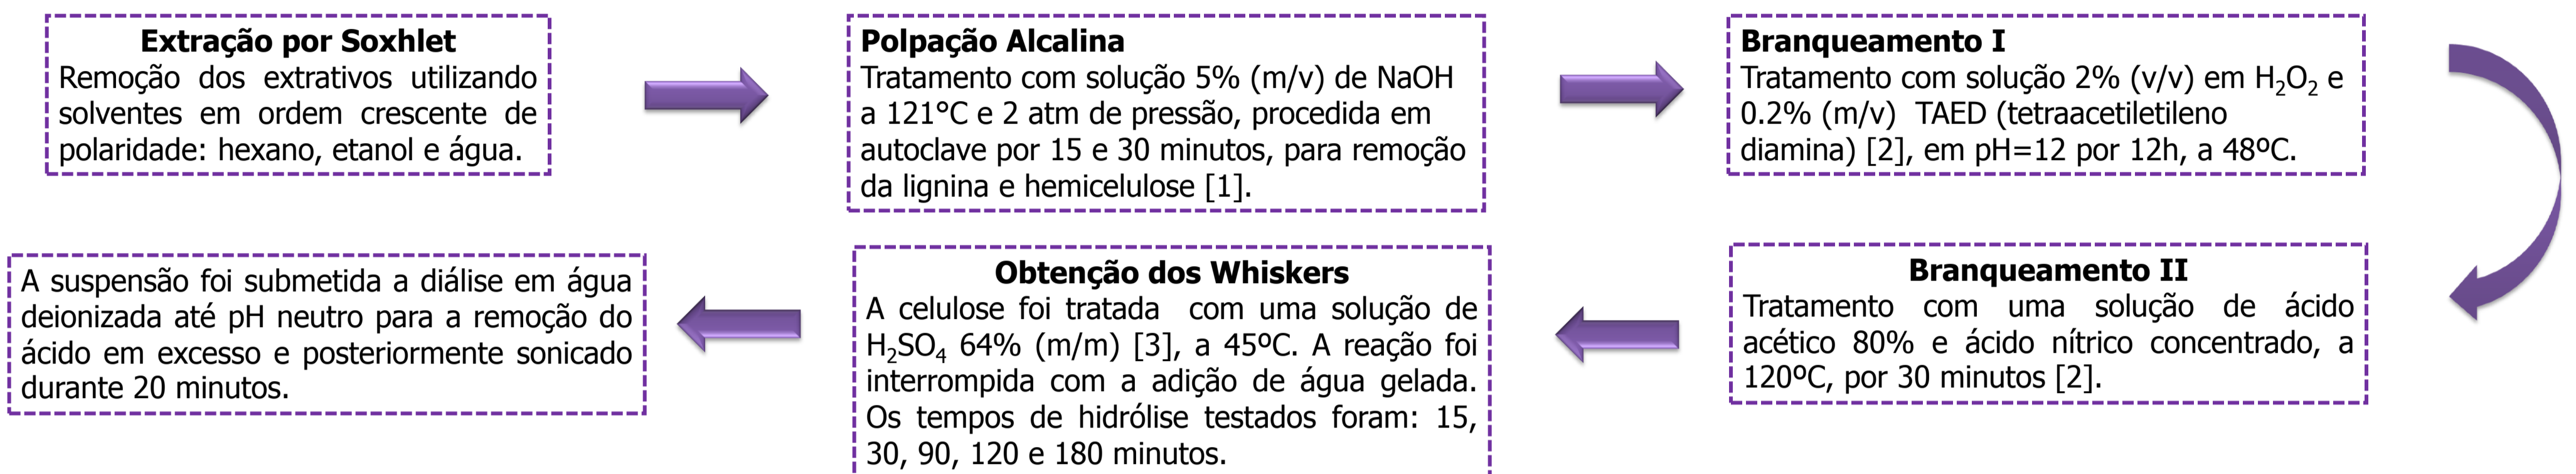 Extração por Soxhlet
Remoção dos extrativos utilizando
solventes em ordem crescente de
polaridade: hexano, etanol e água.
Polpação Alcalina
Tratamento com solução 5% (m/v) de NaOH
a 121°C e 2 atm de pressão, procedida em
autoclave por 15 e 30 minutos, para remoção
da lignina e hemicelulose [1].
Branqueamento I
Tratamento com solução 2% (v/v) em H₂O₂ e
0.2% (m/v) TAED (tetraacetiletileno
diamina) [2], em pH=12 por 12h, a 48ºC.
Branqueamento II
Tratamento com uma solução de ácido
acético 80% e ácido nítrico concentrado, a
120ºC, por 30 minutos [2].
Obtenção dos Whiskers
A celulose foi tratada com uma solução de
H₂SO₄ 64% (m/m) [3], a 45ºC. A reação foi
interrompida com a adição de água gelada.
Os tempos de hidrólise testados foram: 15,
30, 90, 120 e 180 minutos.
A suspensão foi submetida a diálise em água
deionizada até pH neutro para a remoção do
ácido em excesso e posteriormente sonicado
durante 20 minutos.